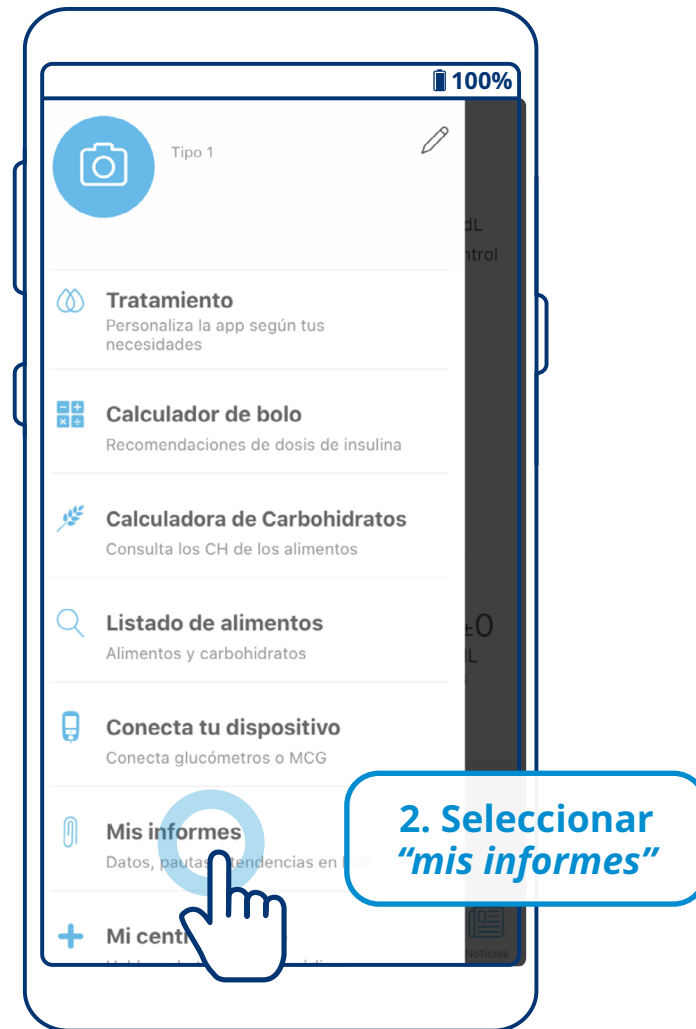 100%
Tipo 1
dL
ntrol
Tratamiento
Personaliza la app según tus
necesidades
Calculador de bolo
Recomendaciones de dosis de insulina
Calculadora de Carbohidratos
Consulta los CH de los alimentos
Listado de alimentos
Alimentos y carbohidratos
±0
Conecta tu dispositivo
Conecta glucómetros o MCG
Mis informes
Datos, pautas tendencias en
2. Seleccionar
“mis informes”
Mi cent
Noticias